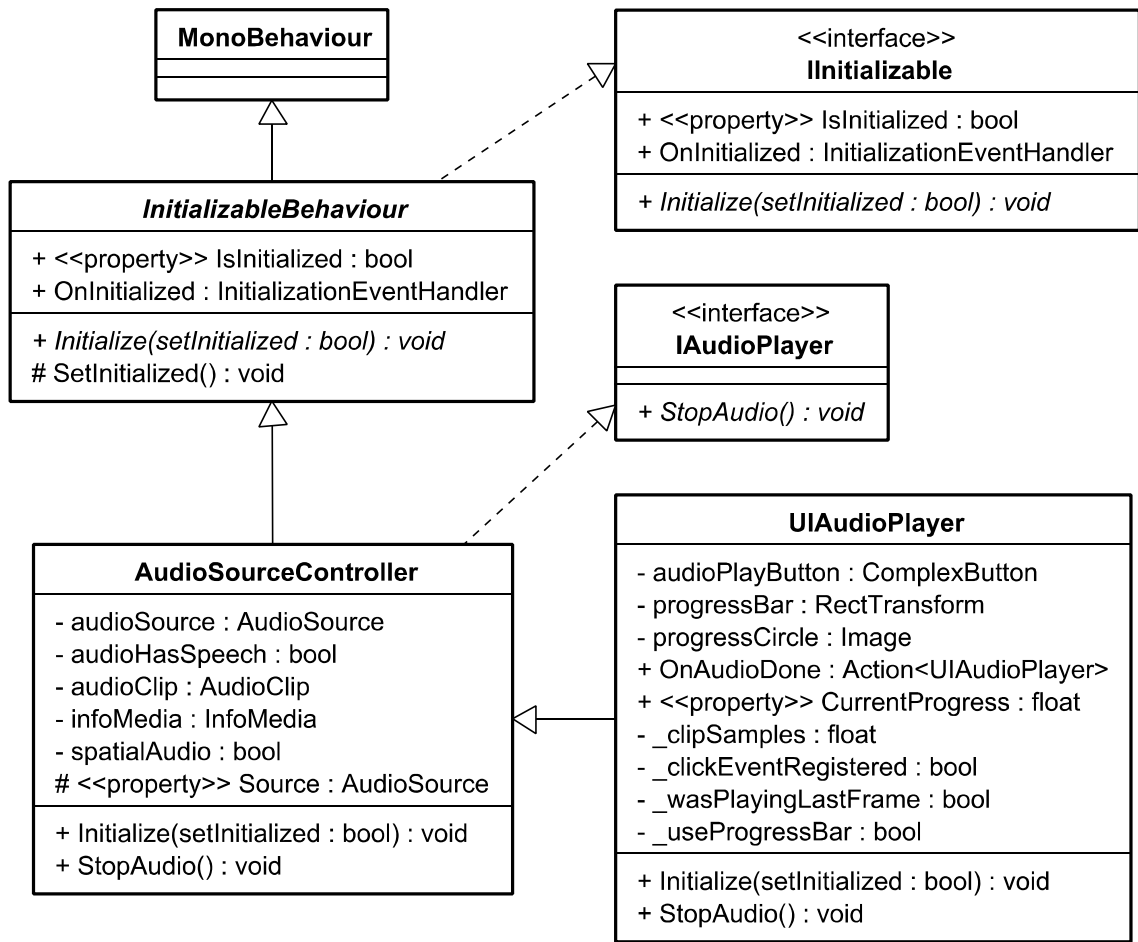 MonoBehaviour
<<interface>>
IInitializable
+ <<property>> IsInitialized : bool
+ OnInitialized : InitializationEventHandler
+ Initialize(setInitialized : bool) : void
InitializableBehaviour
+ <<property>> IsInitialized : bool
+ OnInitialized : InitializationEventHandler
+ Initialize(setInitialized : bool) : void
# SetInitialized() : void
<<interface>>
IAudioPlayer
+ StopAudio() : void
AudioSourceController
- audioSource : AudioSource
- audioHasSpeech : bool
- audioClip : AudioClip
- infoMedia : InfoMedia
- spatialAudio : bool
# <<property>> Source : AudioSource
+ Initialize(setInitialized : bool) : void
+ StopAudio() : void
UIAudioPlayer
- audioPlayButton : ComplexButton
- progressBar : RectTransform
- progressCircle : Image
+ OnAudioDone : Action<UIAudioPlayer>
+ <<property>> CurrentProgress : float
- _clipSamples : float
- _clickEventRegistered : bool
- _wasPlayingLastFrame : bool
- _useProgressBar : bool
+ Initialize(setInitialized : bool) : void
+ StopAudio() : void